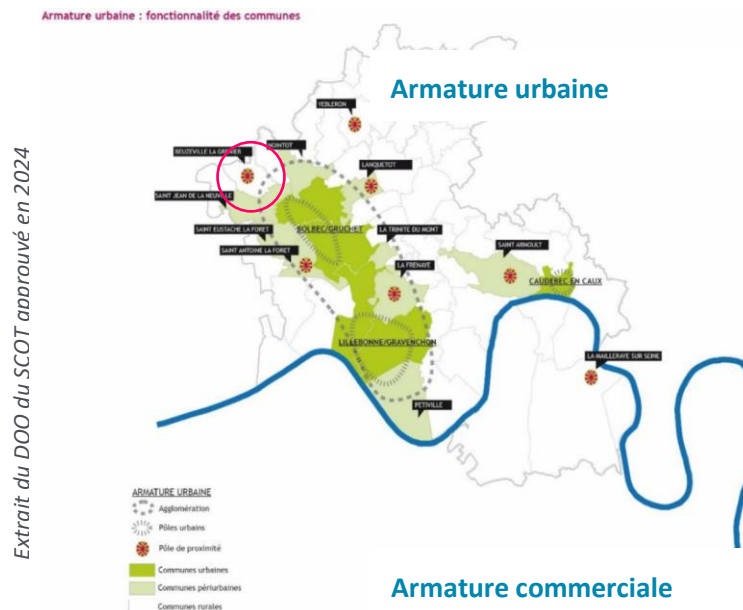 Armature urbaine : fonctionnalité des communes
Armature urbaine
YEBLERON
NOINTOT
BEUZEVILLE LA GRENIER
LANQUETOT
SAINT JEAN DE LA NEUVILLE
BOLBEC/GRUCHET
SAINT EUSTACHE LA FORET
LA TRINITE DU MONT
SAINT ANTOINE LA FORET
SAINT ARNOULT
LA FRENAYE
CAUDEBEC EN CAUX
LILLEBONNE/GRAVENCHON
LA MAILLERAYE SUR SEINE
PETIVILLE
Extrait du DOO du SCOT approuvé en 2024
ARMATURE URBAINE
Agglomération
Pôles urbains
Pôle de proximité
Communes urbaines
Communes périurbaines
Communes rurales
Armature commerciale